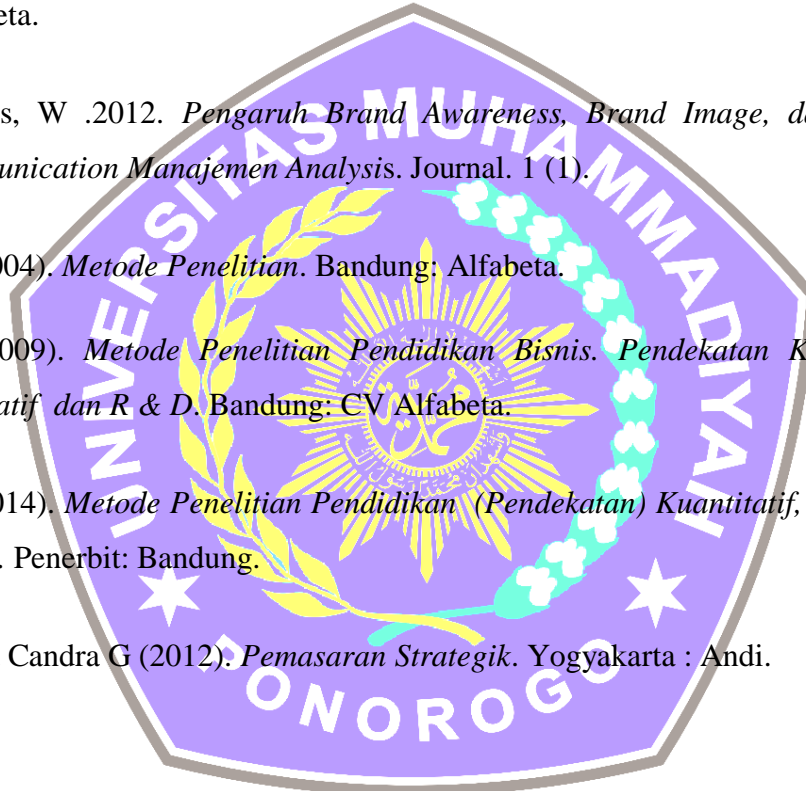 eta.
s, W .2012. Pengaruh Brand Awareness, Brand Image, da
unication Manajemen Analysis. Journal. 1 (1).
004). Metode Penelitian. Bandung: Alfabeta.
009). Metode Penelitian Pendidikan Bisnis. Pendekatan K
atif dan R & D. Bandung: CV Alfabeta.
014). Metode Penelitian Pendidikan (Pendekatan) Kuantitatif,
. Penerbit: Bandung.
Candra G (2012). Pemasaran Strategik. Yogyakarta : Andi.
UNIVERSITAS MUHAMMADIYAH
PONOROGO